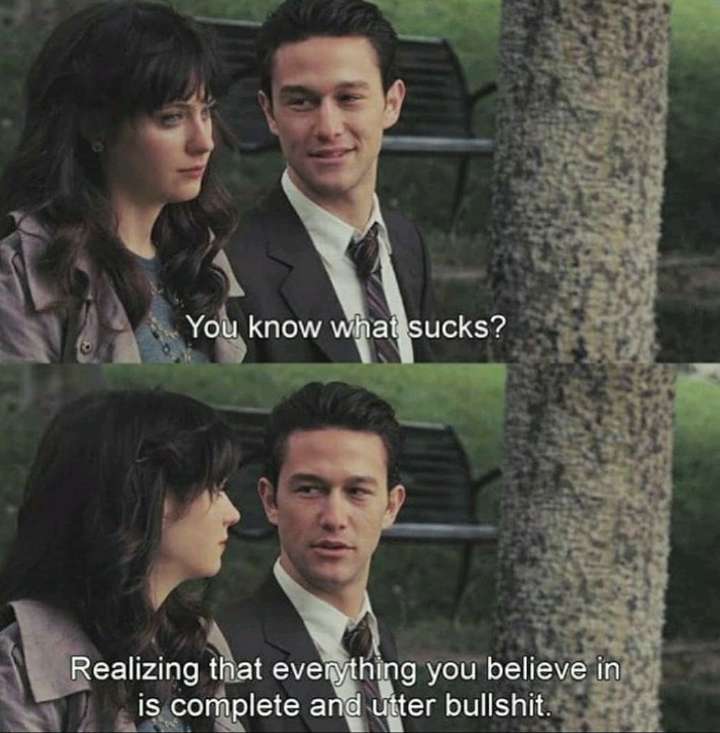 You know what sucks?
Realizing that everything you believe in
is complete and utter bullshit.